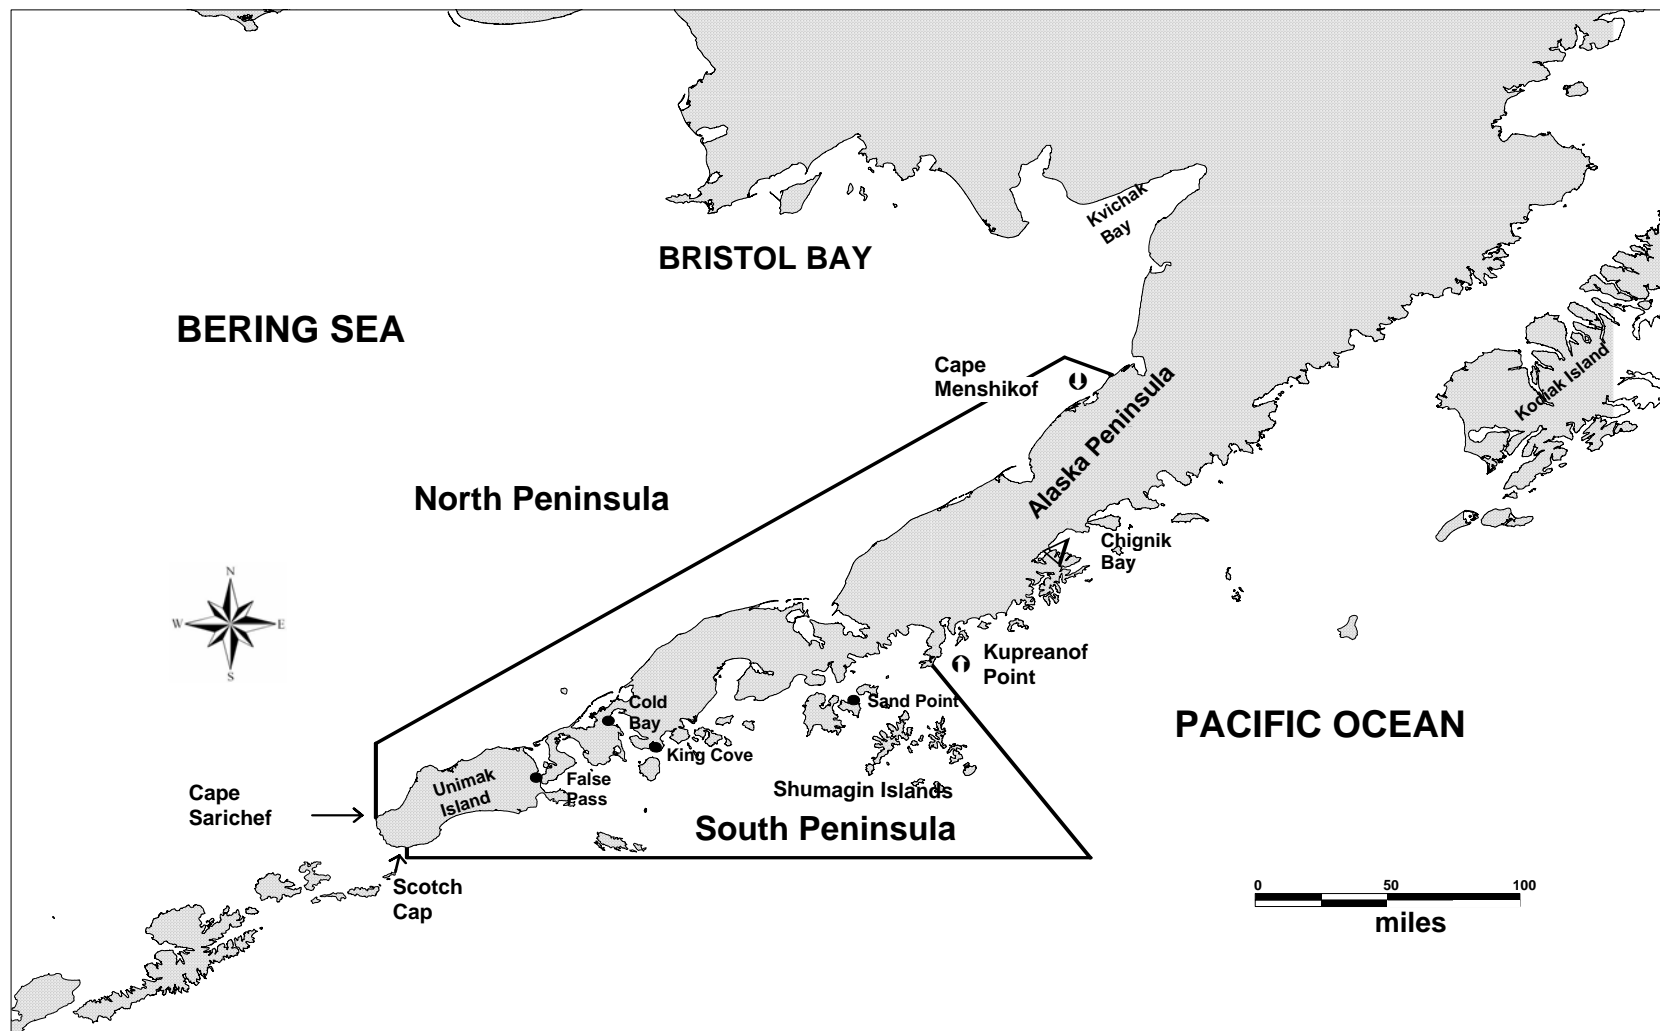 Kvichak
Bay
BRISTOL BAY
BERING SEA
Cape
Menshikof
Kodiak Island
Alaska Peninsula
North Peninsula
Chignik
Bay
N
W
E
S
Kupreanof
Point
Cold
Bay
Sand Point
PACIFIC OCEAN
King Cove
Unimak
Island
False
Pass
Shumagin Islands
Cape
Sarichef
South Peninsula
Scotch
Cap
0 50 100
miles